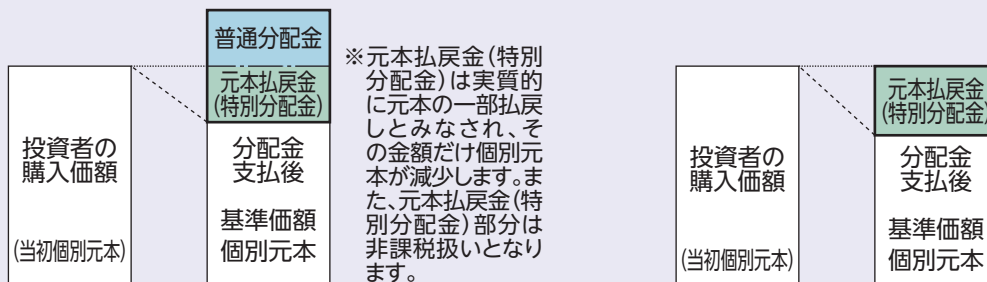 投資者の
購入価額
(当初個別元本)
普通分配金
元本払戻金
(特別分配金)
分配金
支払後
基準価額
個別元本
※元本払戻金(特別
分配金)は実質的
に元本の一部払戻
しとみなされ、そ
の金額だけ個別元
本が減少します。ま
た、元本払戻金(特
別分配金)部分は
非課税扱いとなり
ます。
投資者の
購入価額
(当初個別元本)
元本払戻金
(特別分配金)
分配金
支払後
基準価額
個別元本